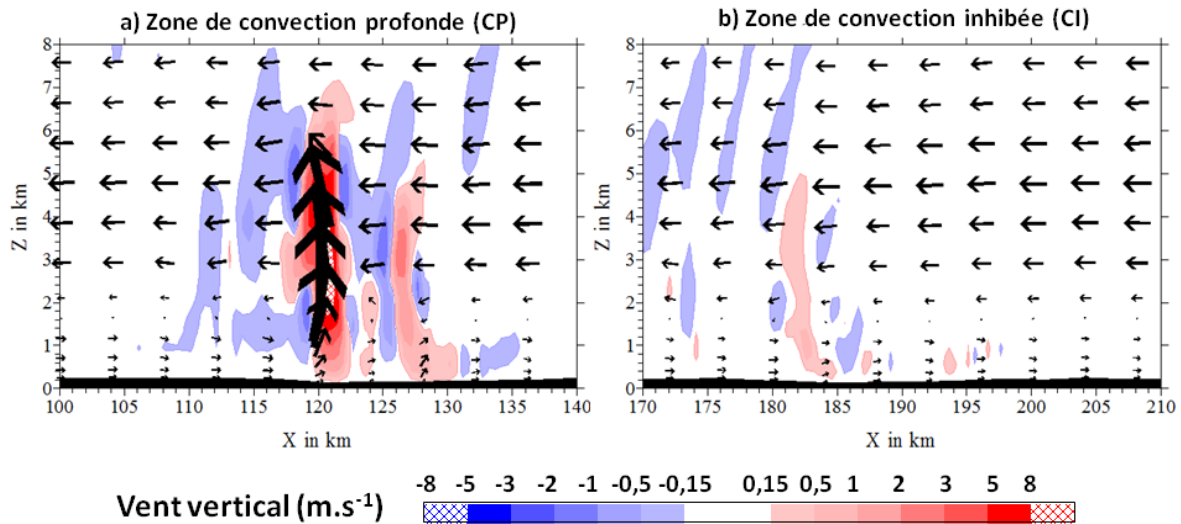 a) Zone de convection profonde (CP)
b) Zone de convection inhibée (CI)
8
7
6
5
4
3
2
1
0
Z in km
100 105 110 115 120 125 130 135 140
X in km
8
7
6
5
4
3
2
1
0
Z in km
170 175 180 185 190 195 200 205 210
X in km
Vent vertical (m.s-1)
-8 -5 -3 -2 -1 -0,5 -0,15 0,15 0,5 1 2 3 5 8